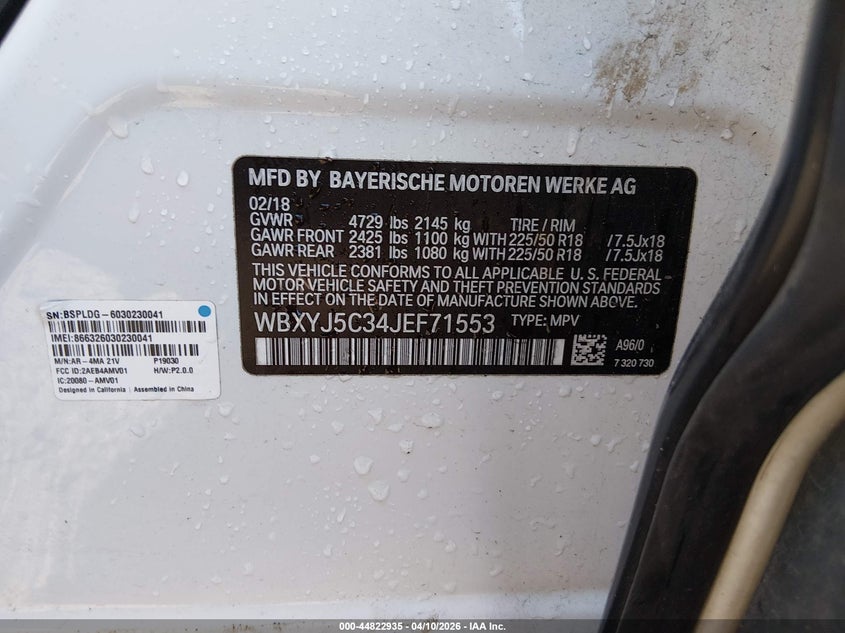 MFD BY BAYERISCHE MOTOREN WERKE AG
02/18
GVWR 4729 lbs 2145 kg TIRE / RIM
GAWR FRONT 2425 lbs 1100 kg WITH 225/50 R18 /7.5Jx18
GAWR REAR 2381 lbs 1080 kg WITH 225/50 R18 /7.5Jx18
THIS VEHICLE CONFORMS TO ALL APPLICABLE U. S. FEDERAL
MOTOR VEHICLE SAFETY AND THEFT PREVENTION STANDARDS
IN EFFECT ON THE DATE OF MANUFACTURE SHOWN ABOVE.
WBXYJ5C34JEF71553 TYPE: MPV
A96/0
7 320 730
SN:BSPLDG-6030230041
IMEI:866326030230041
M/N:AR-4MA 21V P19030
FCC ID:2AEB4AMV01 H/W:P2.0.0
IC:20080-AMV01
Designed in California Assembled in China
000-44822935 - 04/10/2026 - IAA Inc.